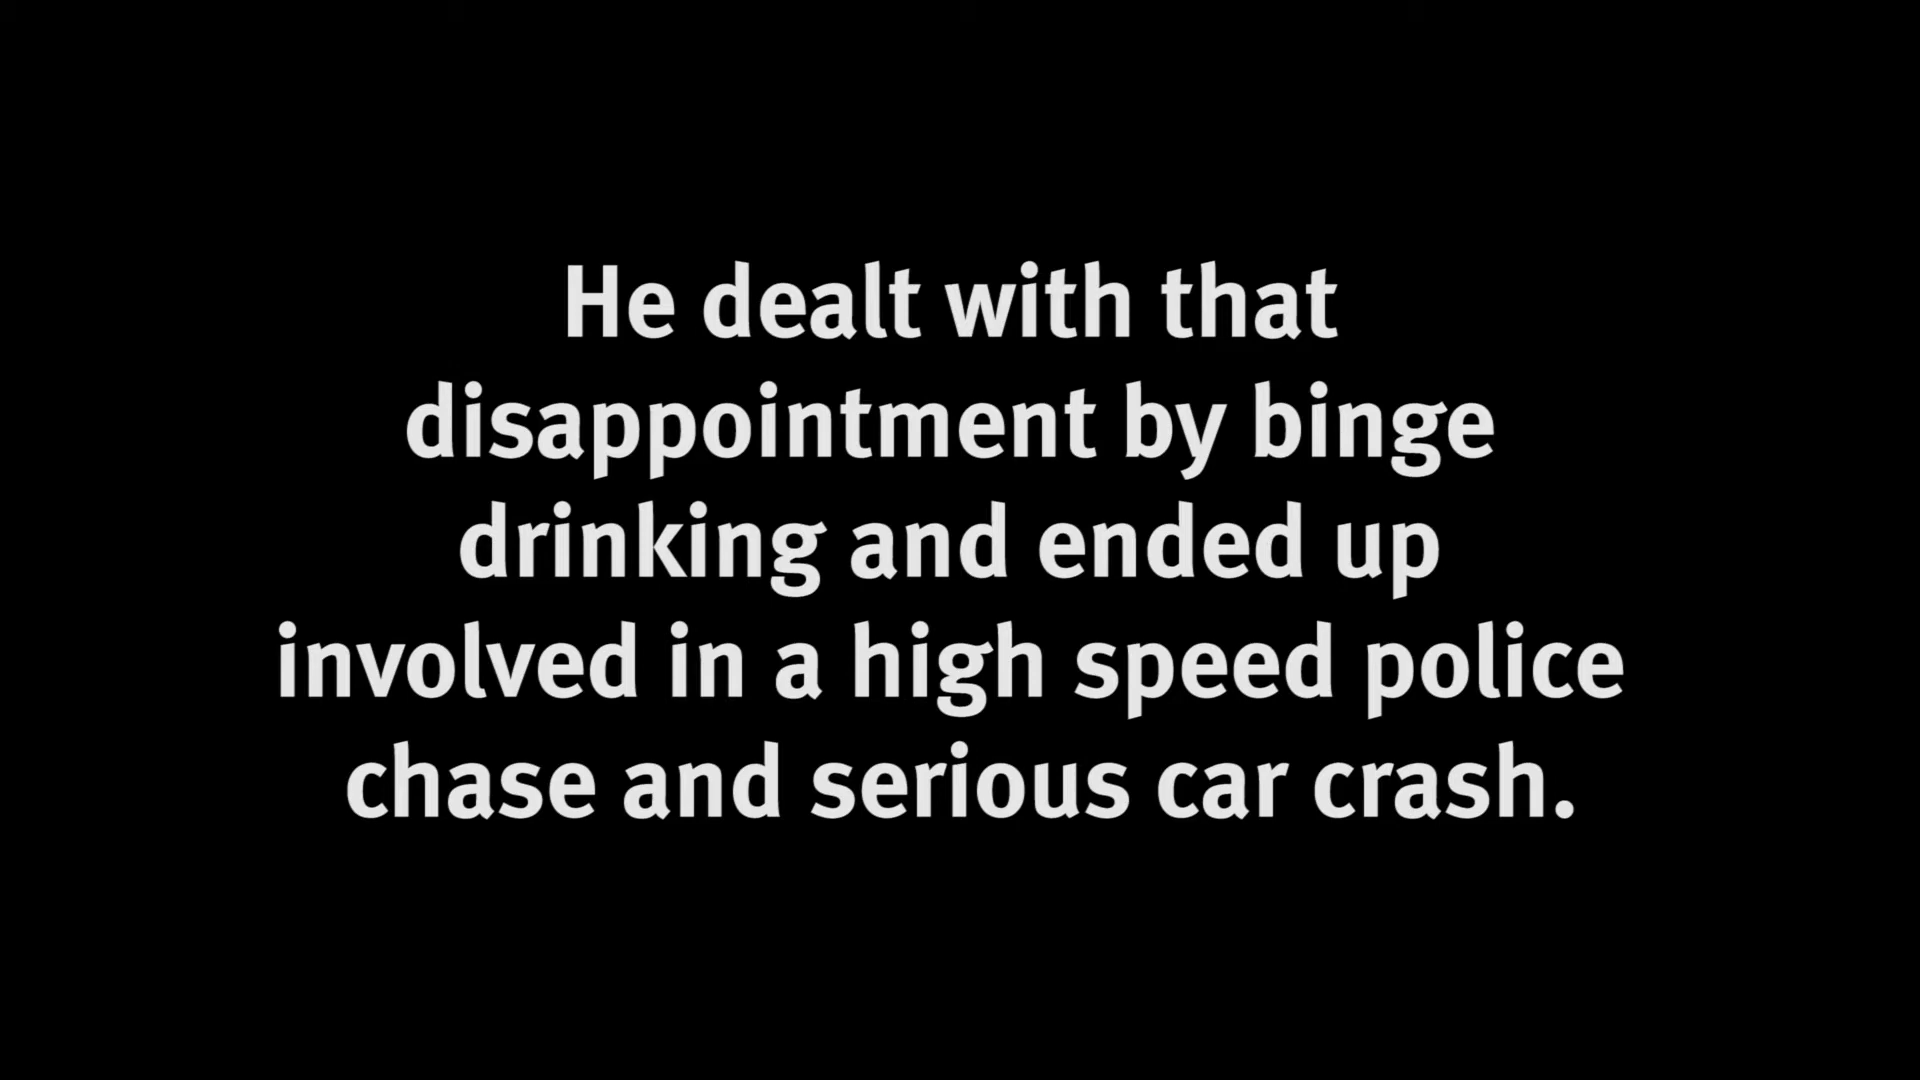 He dealt with that
disappointment by binge
drinking and ended up
involved in a high speed police
chase and serious car crash.